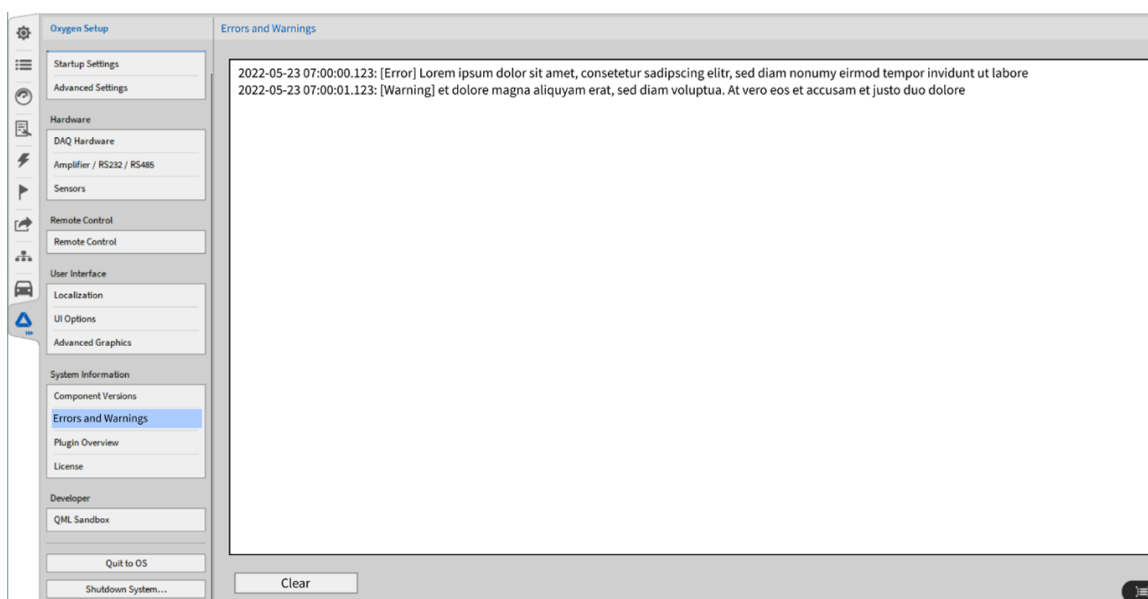 Oxygen Setup
Errors and Warnings
Startup Settings
Advanced Settings
Hardware
DAQ Hardware
Amplifier / RS232 / RS485
Sensors
Remote Control
Remote Control
User Interface
Localization
UI Options
Advanced Graphics
System Information
Component Versions
Errors and Warnings
Plugin Overview
License
Developer
QML Sandbox
Quit to OS
Shutdown System...
2022-05-23 07:00:00.123: [Error] Lorem ipsum dolor sit amet, consetetur sadipscing elitr, sed diam nonumy eirmod tempor invidunt ut labore
2022-05-23 07:00:01.123: [Warning] et dolore magna aliquyam erat, sed diam voluptua. At vero eos et accusam et justo duo dolore
Clear